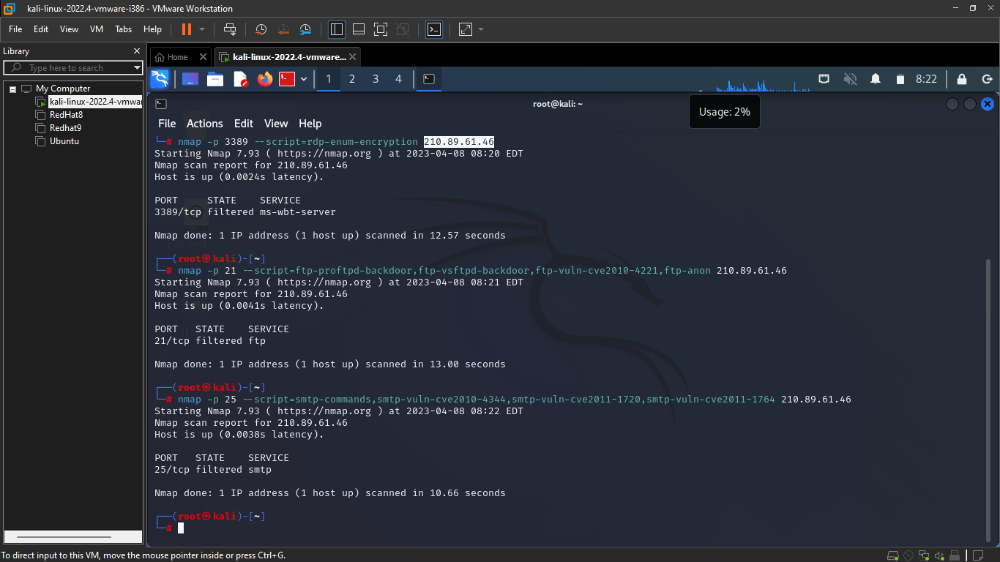 kali-linux-2022.4-vmware-i386 - VMware Workstation
File Edit View VM Tabs Help
Library
Type here to search
My Computer
kali-linux-2022.4-vmwar
RedHat8
Redhat9
Ubuntu
Home
kali-linux-2022.4-vmware...
1 2 3 4
8:22
root@kali: ~
Usage: 2%
File Actions Edit View Help
└─# nmap -p 3389 --script=rdp-enum-encryption 210.89.61.46
Starting Nmap 7.93 ( https://nmap.org ) at 2023-04-08 08:20 EDT
Nmap scan report for 210.89.61.46
Host is up (0.0024s latency).
PORT     STATE    SERVICE
3389/tcp filtered ms-wbt-server
Nmap done: 1 IP address (1 host up) scanned in 12.57 seconds
┌──(root㉿kali)-[~]
└─# nmap -p 21 --script=ftp-proftpd-backdoor,ftp-vsftpd-backdoor,ftp-vuln-cve2010-4221,ftp-anon 210.89.61.46
Starting Nmap 7.93 ( https://nmap.org ) at 2023-04-08 08:21 EDT
Nmap scan report for 210.89.61.46
Host is up (0.0041s latency).
PORT   STATE    SERVICE
21/tcp filtered ftp
Nmap done: 1 IP address (1 host up) scanned in 13.00 seconds
┌──(root㉿kali)-[~]
└─# nmap -p 25 --script=smtp-commands,smtp-vuln-cve2010-4344,smtp-vuln-cve2011-1720,smtp-vuln-cve2011-1764 210.89.61.46
Starting Nmap 7.93 ( https://nmap.org ) at 2023-04-08 08:22 EDT
Nmap scan report for 210.89.61.46
Host is up (0.0038s latency).
PORT   STATE    SERVICE
25/tcp filtered smtp
Nmap done: 1 IP address (1 host up) scanned in 10.66 seconds
┌──(root㉿kali)-[~]
└─#
To direct input to this VM, move the mouse pointer inside or press Ctrl+G.